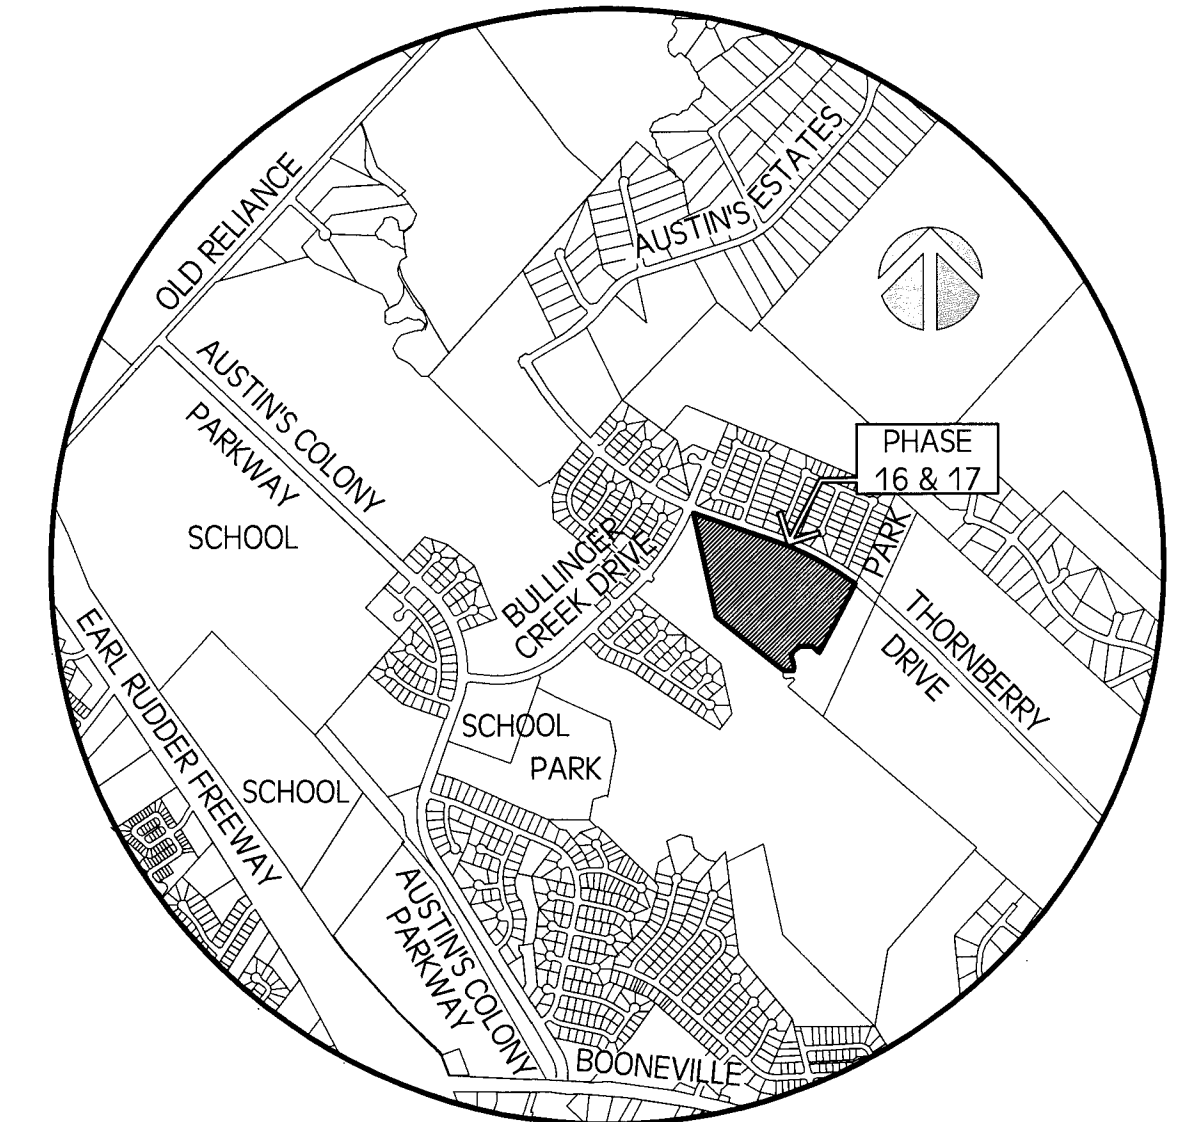 OLD RELIANCE
AUSTIN'S ESTATES
AUSTIN'S COLONY
PARKWAY
SCHOOL
PHASE
16 & 17
PARK
BULLINGER
CREEK DRIVE
THORNBERRY
DRIVE
EARL RUDDER FREEWAY
SCHOOL
PARK
SCHOOL
AUSTIN'S COLONY
PARKWAY
BOONEVILLE